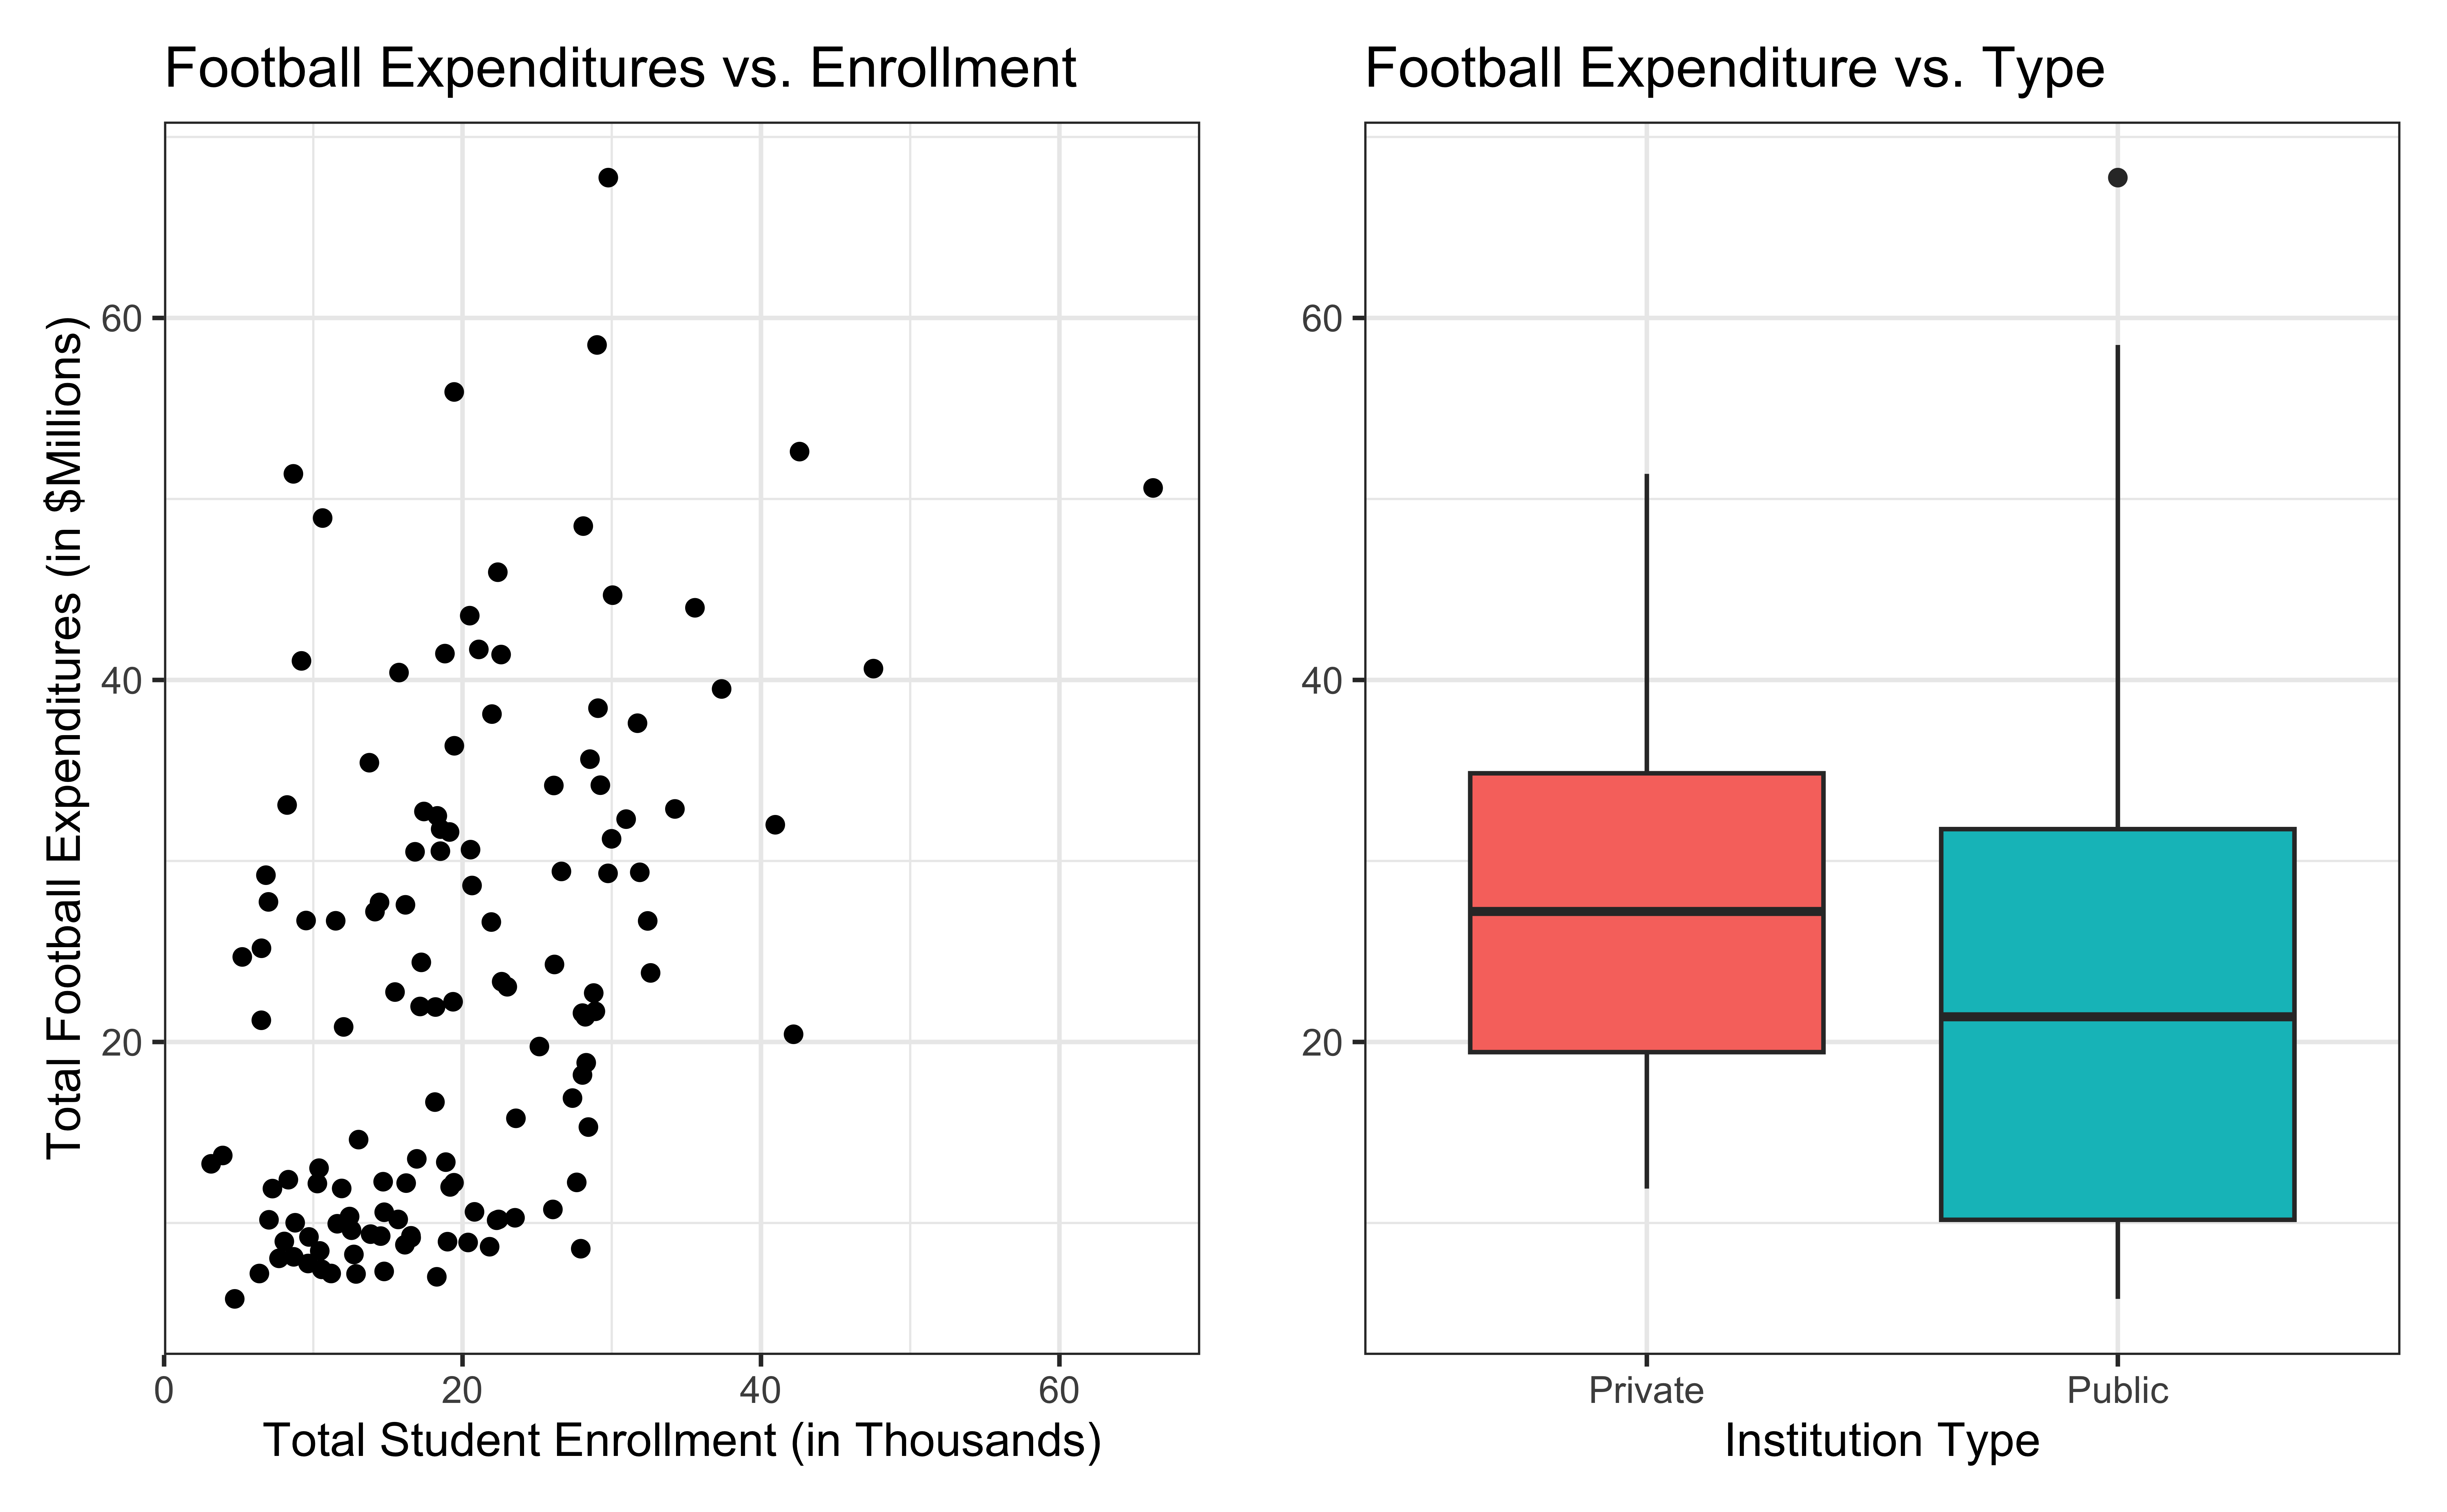 Football Expenditures vs. Enrollment
Total Football Expenditures (in $Millions)
60
40
20
0 20 40 60
Total Student Enrollment (in Thousands)
Football Expenditure vs. Type
60
40
20
Private Public
Institution Type